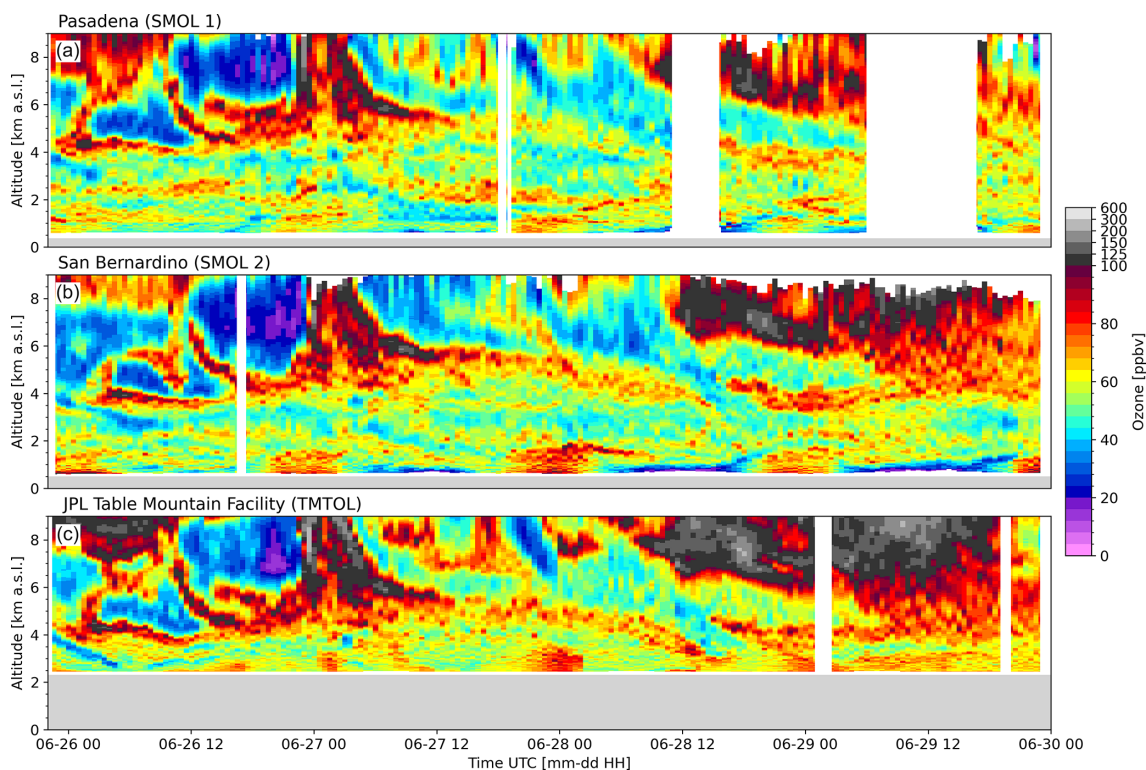 Pasadena (SMOL 1)
(a)
8
6
4
2
0
Altitude [km a.s.l.]
San Bernardino (SMOL 2)
(b)
8
6
4
2
0
Altitude [km a.s.l.]
JPL Table Mountain Facility (TMTOL)
(c)
8
6
4
2
0
Altitude [km a.s.l.]
06-26 00 06-26 12 06-27 00 06-27 12 06-28 00 06-28 12 06-29 00 06-29 12 06-30 00
Time UTC [mm-dd HH]
600
300
200
150
125
100
80
60
40
20
0
Ozone [ppbv]